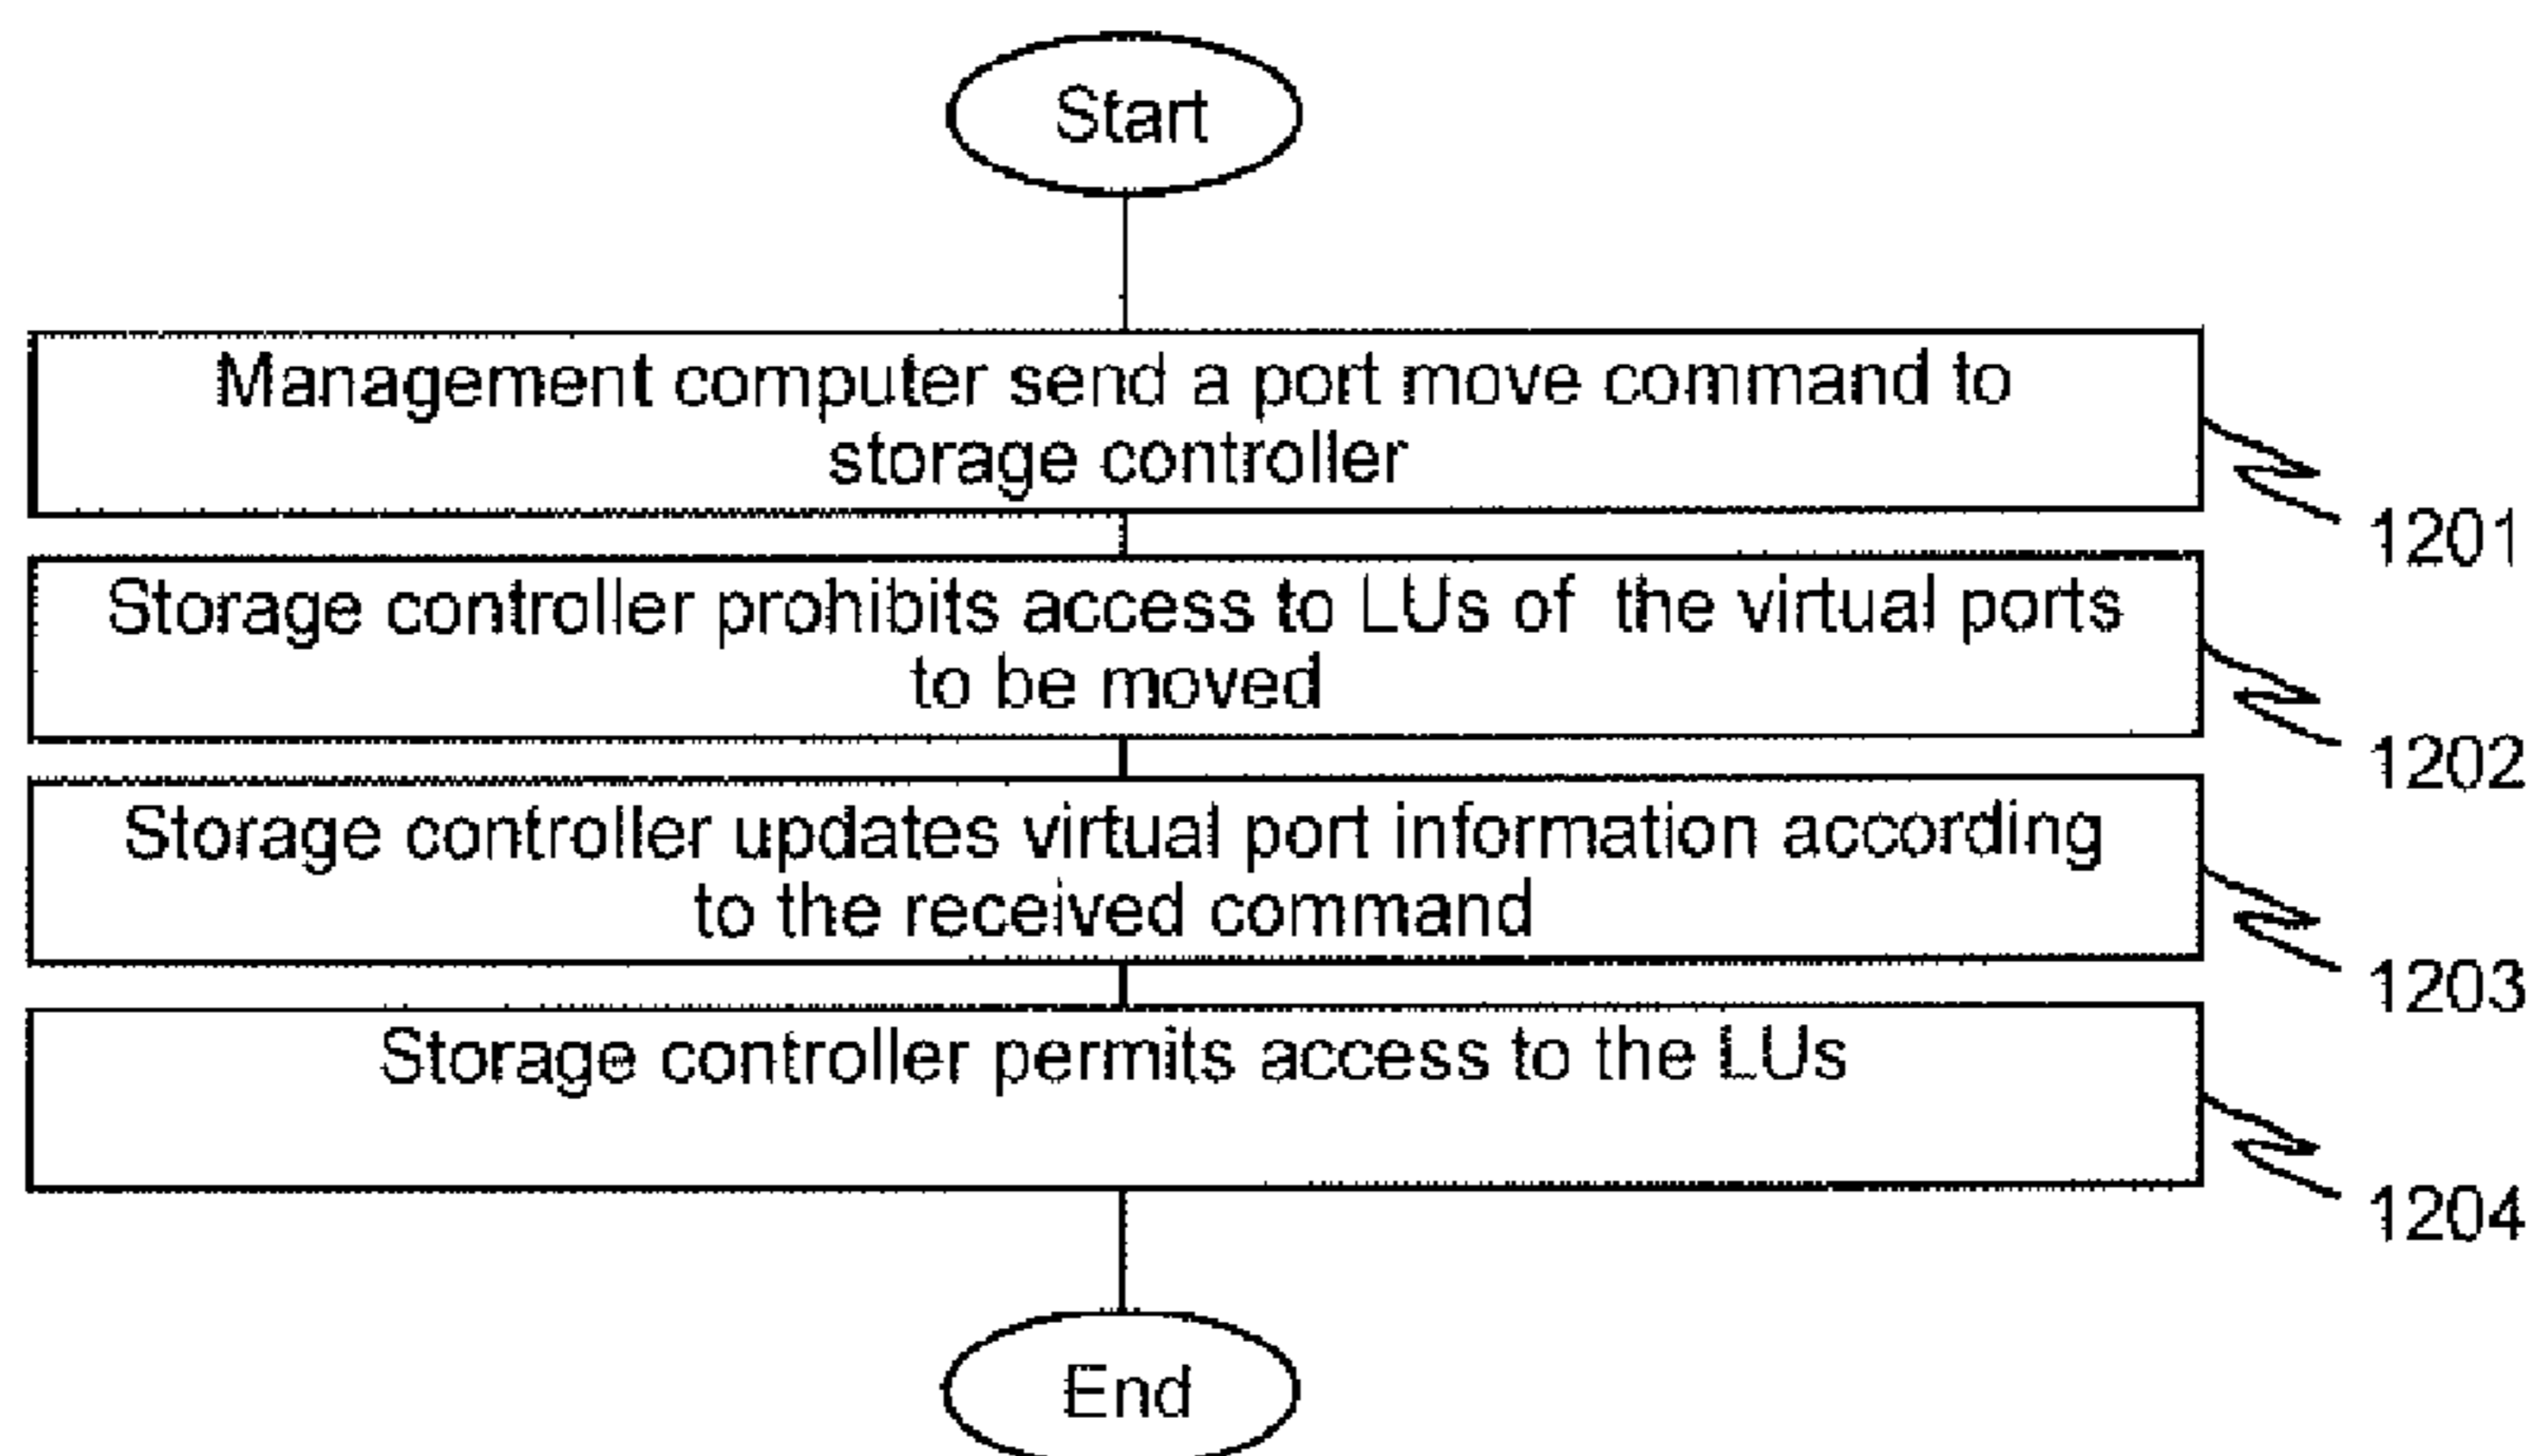 Start
Management computer send a port move command to
storage controller
1201
Storage controller prohibits access to LUs of the virtual ports
to be moved
1202
Storage controller updates virtual port information according
to the received command
1203
Storage controller permits access to the LUs
1204
End